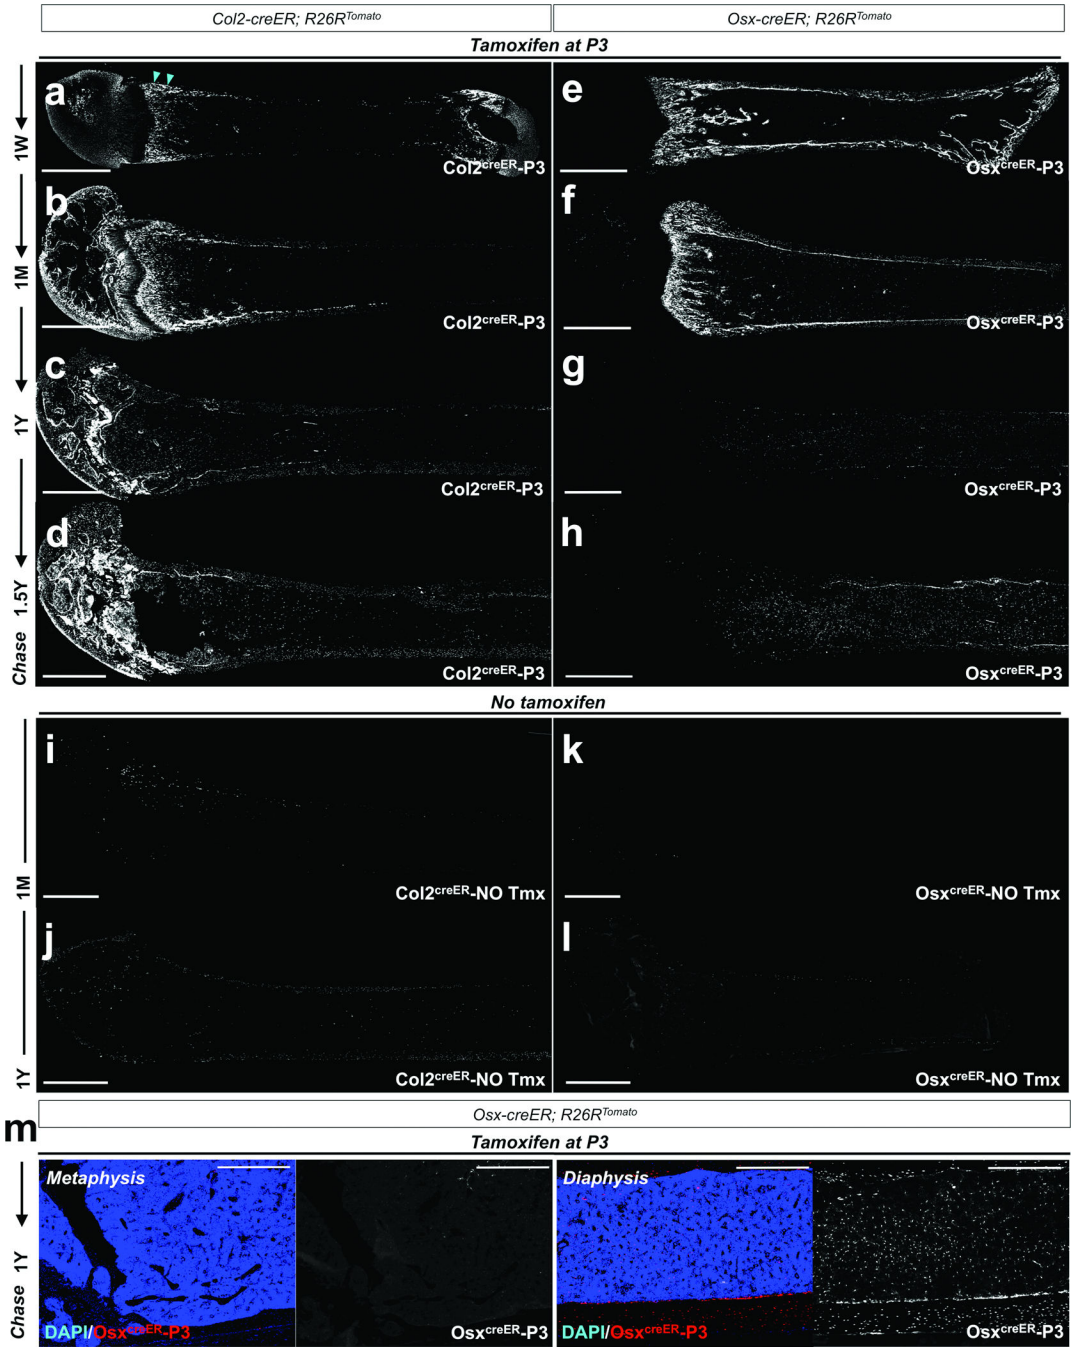 Col2-creER; R26RTomato
Osx-creER; R26RTomato
Tamoxifen at P3
a
Col2creER-P3
e
OsxcreER-P3
1W
b
Col2creER-P3
f
OsxcreER-P3
1M
c
Col2creER-P3
g
OsxcreER-P3
1Y
d
Col2creER-P3
h
OsxcreER-P3
Chase 1.5Y
No tamoxifen
i
Col2creER-NO Tmx
k
OsxcreER-NO Tmx
1M
j
Col2creER-NO Tmx
l
OsxcreER-NO Tmx
1Y
m
Osx-creER; R26RTomato
Tamoxifen at P3
Metaphysis
DAPI/OsxcreER-P3
OsxcreER-P3
Diaphysis
DAPI/OsxcreER-P3
OsxcreER-P3
Chase 1Y